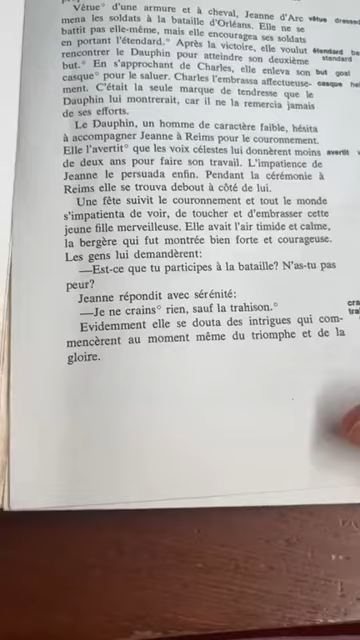 Vêtue° d'une armure et à cheval, Jeanne d'Arc
mena les soldats à la bataille d'Orléans. Elle ne
battit pas elle-même, mais elle encouragea ses soldats
en portant l'étendard.° Après la victoire, elle voulut
rencontrer le Dauphin pour atteindre son deuxième
but.° En s'approchant de Charles, elle enleva son
casque° pour le saluer. Charles l'embrassa affectueuse-
ment. C'était la seule marque de tendresse que le
Dauphin lui montrerait, car il ne la remercia jamais
de ses efforts.
Le Dauphin, un homme de caractère faible, hésita
à accompagner Jeanne à Reims pour le couronnement.
Elle l'avertit° que les voix célestes lui donnèrent moins
de deux ans pour faire son travail. L'impatience de
Jeanne le persuada enfin. Pendant la cérémonie à
Reims elle se trouva debout à côté de lui.
Une fête suivit le couronnement et tout le monde
s'impatienta de voir, de toucher et d'embrasser cette
jeune fille merveilleuse. Elle avait l'air timide et calme,
la bergère qui fut montrée bien forte et courageuse.
Les gens lui demandèrent:
—Est-ce que tu participes à la bataille? N'as-tu pas
peur?
Jeanne répondit avec sérénité:
—Je ne crains° rien, sauf la trahison.°
Evidemment elle se douta des intrigues qui com-
mencèrent au moment même du triomphe et de la
gloire.
vêtue
étendard
standard
but goal
casque
avertit